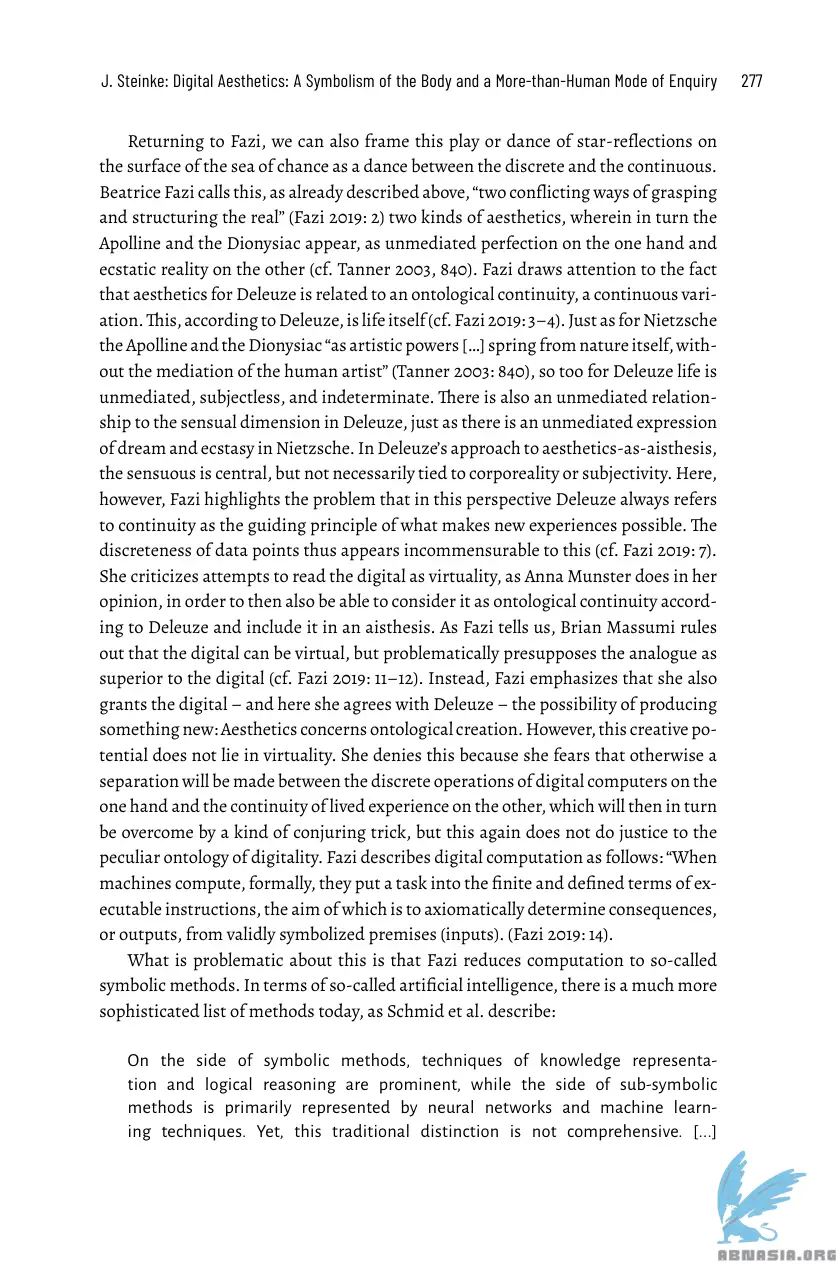 J. Steinke: Digital Aesthetics: A Symbolism of the Body and a More-than-Human Mode of Enquiry 277
Returning to Fazi, we can also frame this play or dance of star-reflections on
the surface of the sea of chance as a dance between the discrete and the continuous.
Beatrice Fazi calls this, as already described above, “two conflicting ways of grasping
and structuring the real” (Fazi 2019: 2) two kinds of aesthetics, wherein in turn the
Apolline and the Dionysiac appear, as unmediated perfection on the one hand and
ecstatic reality on the other (cf. Tanner 2003, 840). Fazi draws attention to the fact
that aesthetics for Deleuze is related to an ontological continuity, a continuous vari-
ation. This, according to Deleuze, is life itself (cf. Fazi 2019: 3–4). Just as for Nietzsche
the Apolline and the Dionysiac “as artistic powers [...] spring from nature itself, with-
out the mediation of the human artist” (Tanner 2003: 840), so too for Deleuze life is
unmediated, subjectless, and indeterminate. There is also an unmediated relation-
ship to the sensual dimension in Deleuze, just as there is an unmediated expression
of dream and ecstasy in Nietzsche. In Deleuze’s approach to aesthetics-as-aisthesis,
the sensuous is central, but not necessarily tied to corporeality or subjectivity. Here,
however, Fazi highlights the problem that in this perspective Deleuze always refers
to continuity as the guiding principle of what makes new experiences possible. The
discreteness of data points thus appears incommensurable to this (cf. Fazi 2019: 7).
She criticizes attempts to read the digital as virtuality, as Anna Munster does in her
opinion, in order to then also be able to consider it as ontological continuity accord-
ing to Deleuze and include it in an aisthesis. As Fazi tells us, Brian Massumi rules
out that the digital can be virtual, but problematically presupposes the analogue as
superior to the digital (cf. Fazi 2019: 11–12). Instead, Fazi emphasizes that she also
grants the digital – and here she agrees with Deleuze – the possibility of producing
something new: Aesthetics concerns ontological creation. However, this creative po-
tential does not lie in virtuality. She denies this because she fears that otherwise a
separation will be made between the discrete operations of digital computers on the
one hand and the continuity of lived experience on the other, which will then in turn
be overcome by a kind of conjuring trick, but this again does not do justice to the
peculiar ontology of digitality. Fazi describes digital computation as follows: “When
machines compute, formally, they put a task into the finite and defined terms of ex-
ecutable instructions, the aim of which is to axiomatically determine consequences,
or outputs, from validly symbolized premises (inputs). (Fazi 2019: 14).
What is problematic about this is that Fazi reduces computation to so-called
symbolic methods. In terms of so-called artificial intelligence, there is a much more
sophisticated list of methods today, as Schmid et al. describe:
On the side of symbolic methods, techniques of knowledge representa-
tion and logical reasoning are prominent, while the side of sub-symbolic
methods is primarily represented by neural networks and machine learn-
ing techniques. Yet, this traditional distinction is not comprehensive. [...]
ABNASIA.ORG